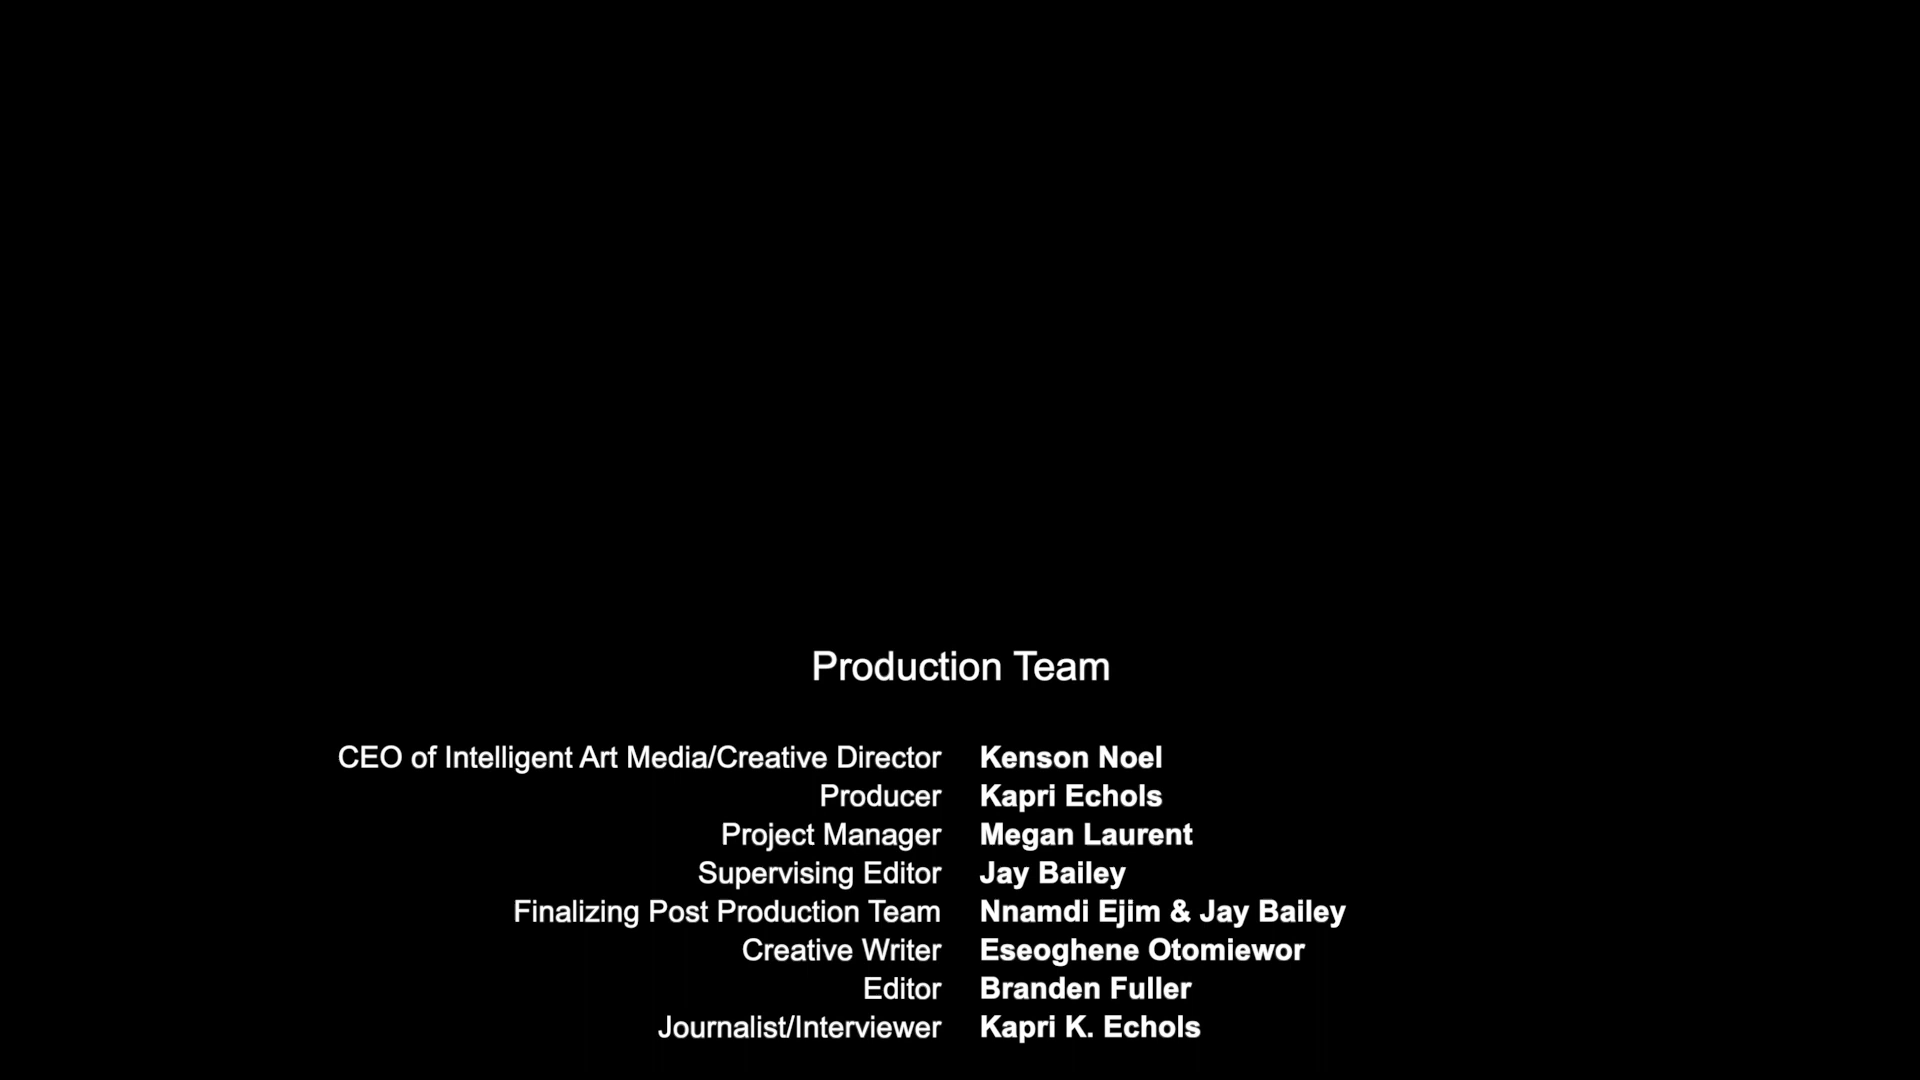 Production Team
CEO of Intelligent Art Media/Creative Director Kenson Noel
Producer Kapri Echols
Project Manager Megan Laurent
Supervising Editor Jay Bailey
Finalizing Post Production Team Nnamdi Ejim & Jay Bailey
Creative Writer Eseoghene Otomiewor
Editor Branden Fuller
Journalist/Interviewer Kapri K. Echols